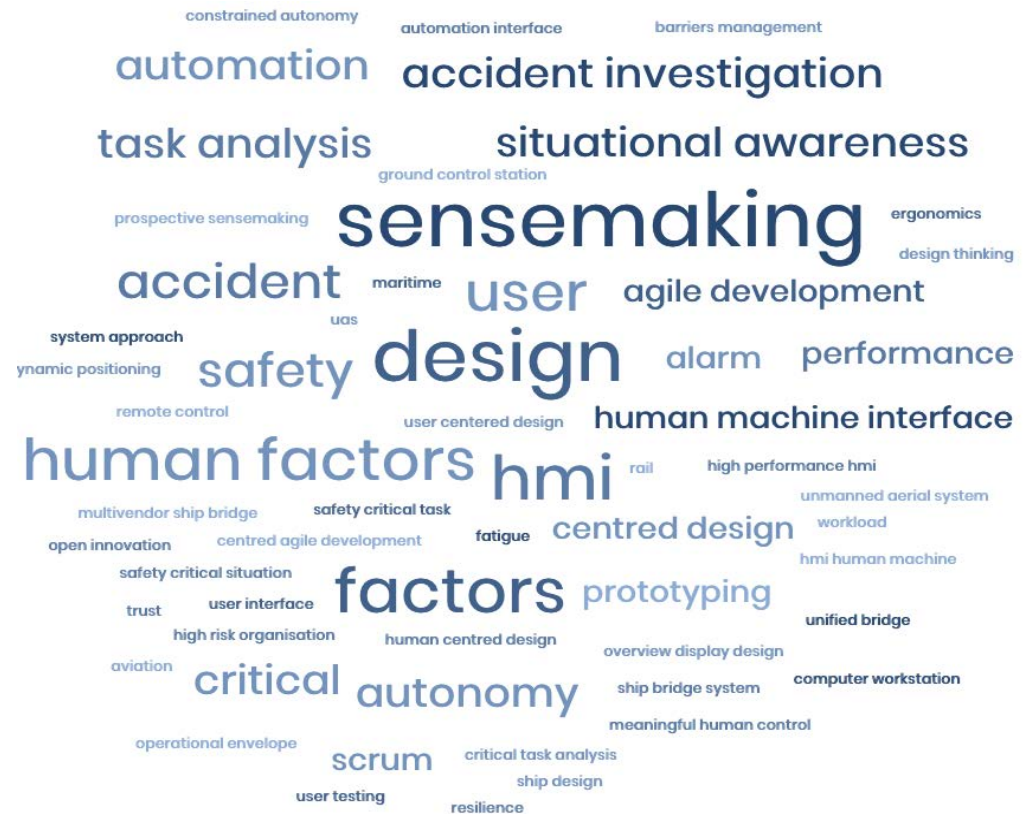 constrained autonomy
automation interface
barriers management
automation
accident investigation
task analysis
situational awareness
ground control station
prospective sensemaking
sensemaking
ergonomics
design thinking
accident
maritime
user
agile development
uas
system approach
design
ynamic positioning
safety
alarm
performance
remote control
user centered design
human machine interface
human factors
hmi
rail
high performance hmi
unmanned aerial system
multivendor ship bridge
safety critical task
workload
open innovation
centred agile development
fatigue
centred design
hmi human machine
safety critical situation
factors
prototyping
trust
user interface
unified bridge
high risk organisation
human centred design
overview display design
aviation
critical
autonomy
ship bridge system
computer workstation
meaningful human control
operational envelope
scrum
critical task analysis
ship design
user testing
resilience